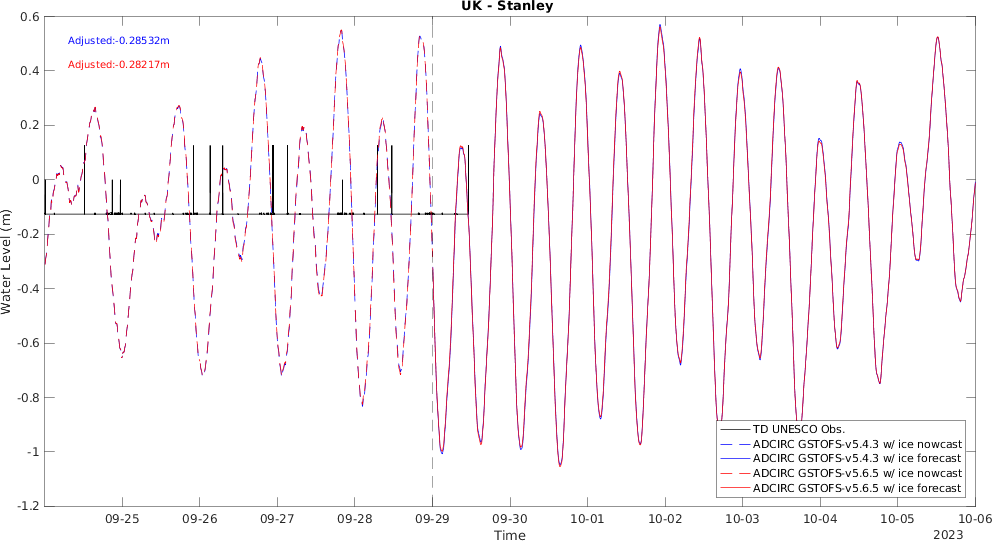 UK - Stanley
Adjusted:-0.28532m
Adjusted:-0.28217m
0.6
0.4
0.2
0
-0.2
-0.4
-0.6
-0.8
-1
-1.2
Water Level (m)
TD UNESCO Obs.
ADCIRC GSTOFS-v5.4.3 w/ ice nowcast
ADCIRC GSTOFS-v5.4.3 w/ ice forecast
ADCIRC GSTOFS-v5.6.5 w/ ice nowcast
ADCIRC GSTOFS-v5.6.5 w/ ice forecast
09-25 09-26 09-27 09-28 09-29 09-30 10-01 10-02 10-03 10-04 10-05 10-06
Time
2023